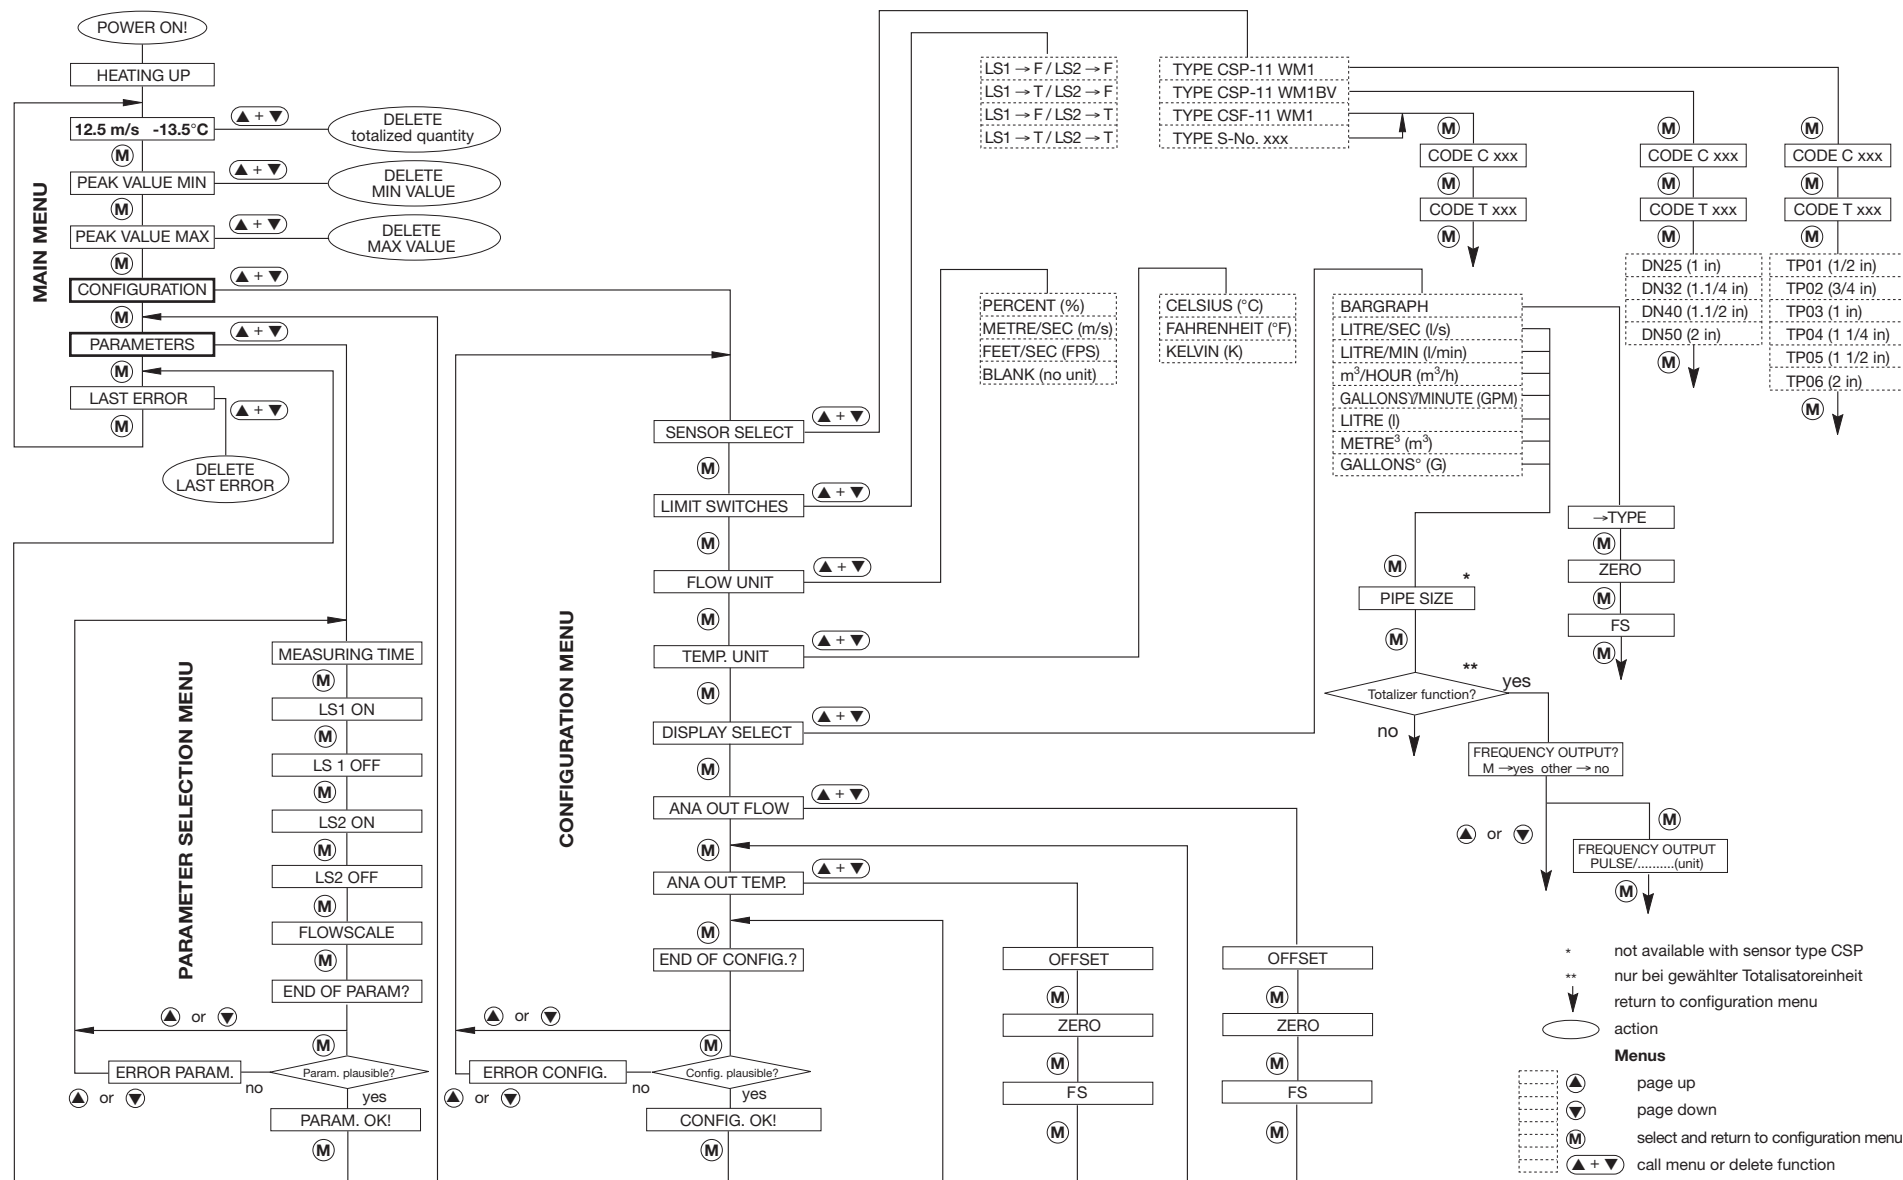 POWER ON!
HEATING UP
MAIN MENU
12.5 m/s -13.5°C
▲ + ▼
DELETE
totalized quantity
M
PEAK VALUE MIN
▲ + ▼
DELETE
MIN VALUE
M
PEAK VALUE MAX
▲ + ▼
DELETE
MAX VALUE
M
CONFIGURATION
▲ + ▼
M
PARAMETERS
▲ + ▼
M
LAST ERROR
▲ + ▼
M
DELETE
LAST ERROR
PARAMETER SELECTION MENU
MEASURING TIME
M
LS1 ON
M
LS 1 OFF
M
LS2 ON
M
LS2 OFF
M
FLOWSCALE
M
END OF PARAM?
▲ or ▼
M
ERROR PARAM.
no
Param. plausible?
▲ or ▼
yes
PARAM. OK!
M
CONFIGURATION MENU
SENSOR SELECT
▲ + ▼
M
LIMIT SWITCHES
▲ + ▼
M
FLOW UNIT
▲ + ▼
M
TEMP. UNIT
▲ + ▼
M
DISPLAY SELECT
▲ + ▼
M
ANA OUT FLOW
▲ + ▼
M
ANA OUT TEMP.
▲ + ▼
M
END OF CONFIG.?
▲ or ▼
M
ERROR CONFIG.
no
Config. plausible?
▲ or ▼
yes
CONFIG. OK!
M
LS1 → F / LS2 → F
LS1 → T / LS2 → F
LS1 → F / LS2 → T
LS1 → T / LS2 → T
TYPE CSP-11 WM1
TYPE CSP-11 WM1BV
TYPE CSF-11 WM1
TYPE S-No. xxx
M
CODE C xxx
M
CODE T xxx
M
M
CODE C xxx
M
CODE T xxx
M
DN25 (1 in)
DN32 (1.1/4 in)
DN40 (1.1/2 in)
DN50 (2 in)
M
M
CODE C xxx
M
CODE T xxx
M
TP01 (1/2 in)
TP02 (3/4 in)
TP03 (1 in)
TP04 (1 1/4 in)
TP05 (1 1/2 in)
TP06 (2 in)
M
PERCENT (%)
METRE/SEC (m/s)
FEET/SEC (FPS)
BLANK (no unit)
CELSIUS (°C)
FAHRENHEIT (°F)
KELVIN (K)
BARGRAPH
LITRE/SEC (l/s)
LITRE/MIN (l/min)
m³/HOUR (m³/h)
GALLONS/MINUTE (GPM)
LITRE (l)
METRE³ (m³)
GALLONS° (G)
→TYPE
M
ZERO
M
FS
M
M
*
PIPE SIZE
M
**
Totalizer function?
yes
no
FREQUENCY OUTPUT?
M →yes other → no
▲ or ▼
M
FREQUENCY OUTPUT
PULSE/..........(unit)
M
OFFSET
M
ZERO
M
FS
M
OFFSET
M
ZERO
M
FS
M
* not available with sensor type CSP
** nur bei gewählter Totalisatoreinheit
return to configuration menu
action
Menus
▲ page up
▼ page down
M select and return to configuration menu
▲ + ▼ call menu or delete function